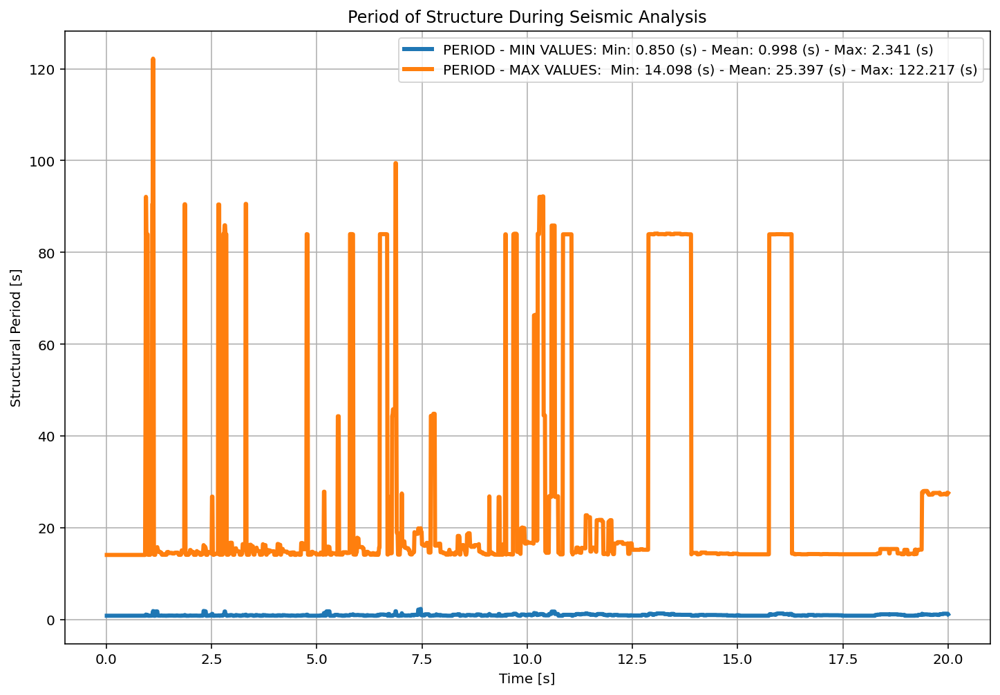 Period of Structure During Seismic Analysis
PERIOD - MIN VALUES: Min: 0.850 (s) - Mean: 0.998 (s) - Max: 2.341 (s)
PERIOD - MAX VALUES:  Min: 14.098 (s) - Mean: 25.397 (s) - Max: 122.217 (s)
Structural Period [s]
120
100
80
60
40
20
0
0.0 2.5 5.0 7.5 10.0 12.5 15.0 17.5 20.0
Time [s]